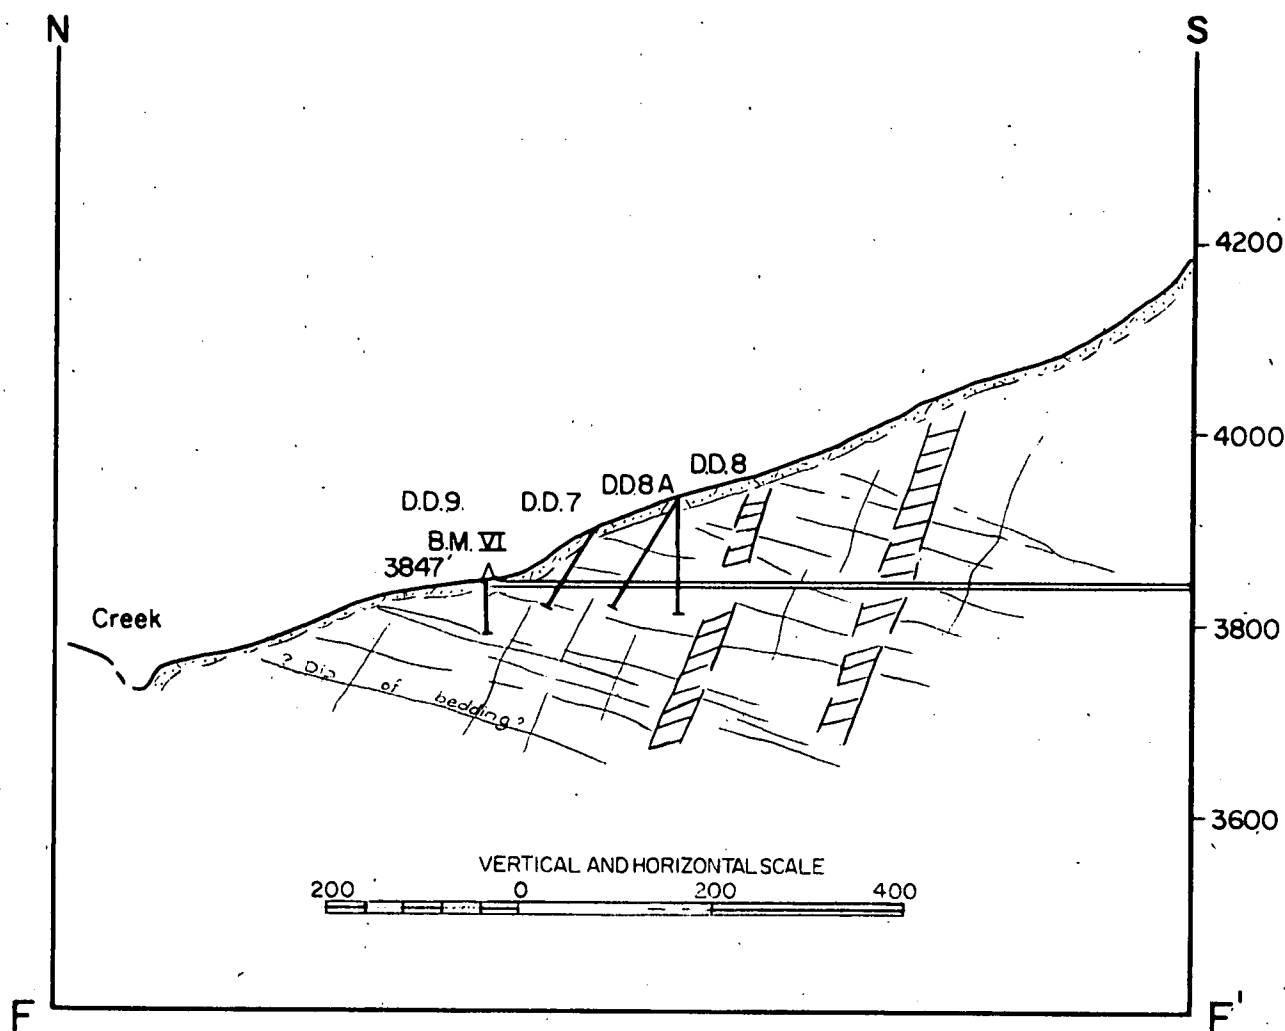 N
S
4200
4000
3800
3600
D.D.8
D.D.8A
D.D.7
D.D.9.
B.M. VI
3847'
Creek
? Dip of bedding?
VERTICAL AND HORIZONTAL SCALE
200 0 200 400
F
F'